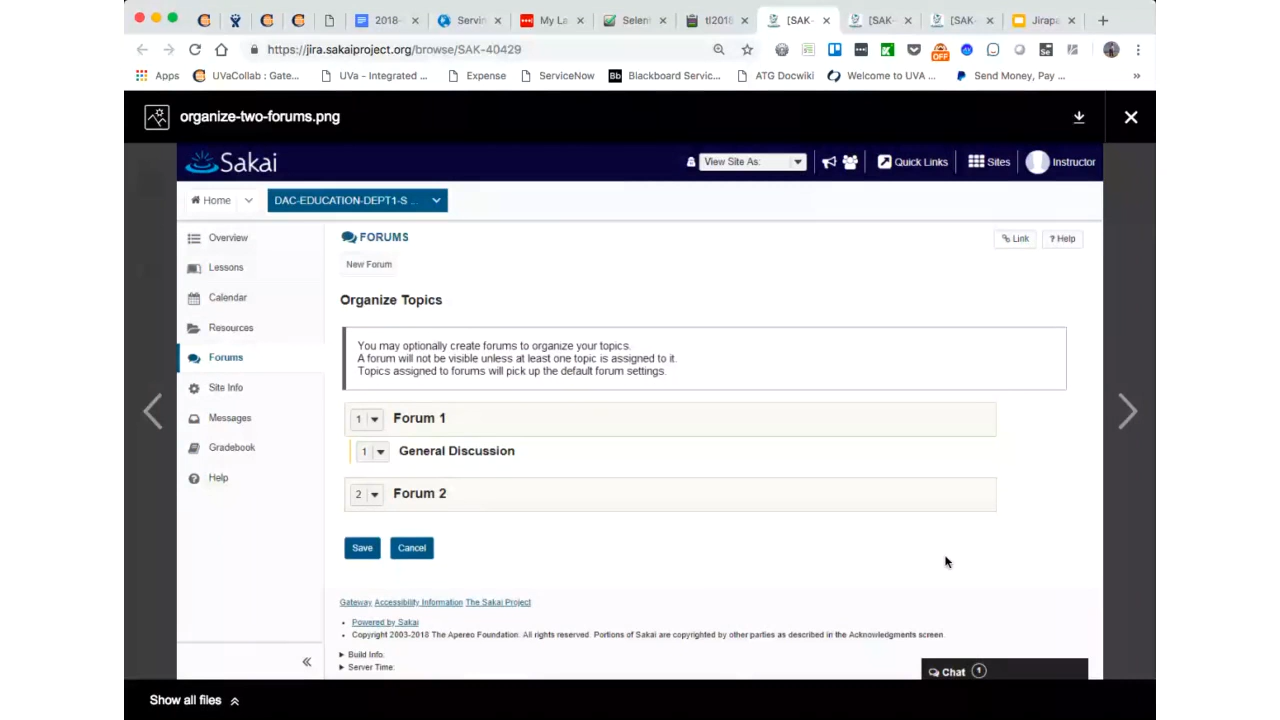 2018-
Servin
My La
Selen
tl2018
[SAK-
[SAK-
[SAK-
Jirapa
https://jira.sakaiproject.org/browse/SAK-40429
OFF
Apps
UVaCollab : Gate...
UVa - Integrated ...
Expense
ServiceNow
Bb Blackboard Servic...
ATG Docwiki
Welcome to UVA ...
Send Money, Pay ...
»
organize-two-forums.png
Sakai
View Site As:
Quick Links
Sites
Instructor
Home
DAC-EDUCATION-DEPT1-S ...
Overview
Lessons
Calendar
Resources
Forums
Site Info
Messages
Gradebook
Help
FORUMS
Link
? Help
New Forum
Organize Topics
You may optionally create forums to organize your topics.
A forum will not be visible unless at least one topic is assigned to it.
Topics assigned to forums will pick up the default forum settings.
1 Forum 1
1 General Discussion
2 Forum 2
Save
Cancel
Gateway Accessibility Information The Sakai Project
Powered by Sakai
Copyright 2003-2018 The Apereo Foundation. All rights reserved. Portions of Sakai are copyrighted by other parties as described in the Acknowledgments screen.
Build Info:
Server Time:
Chat 1
Show all files